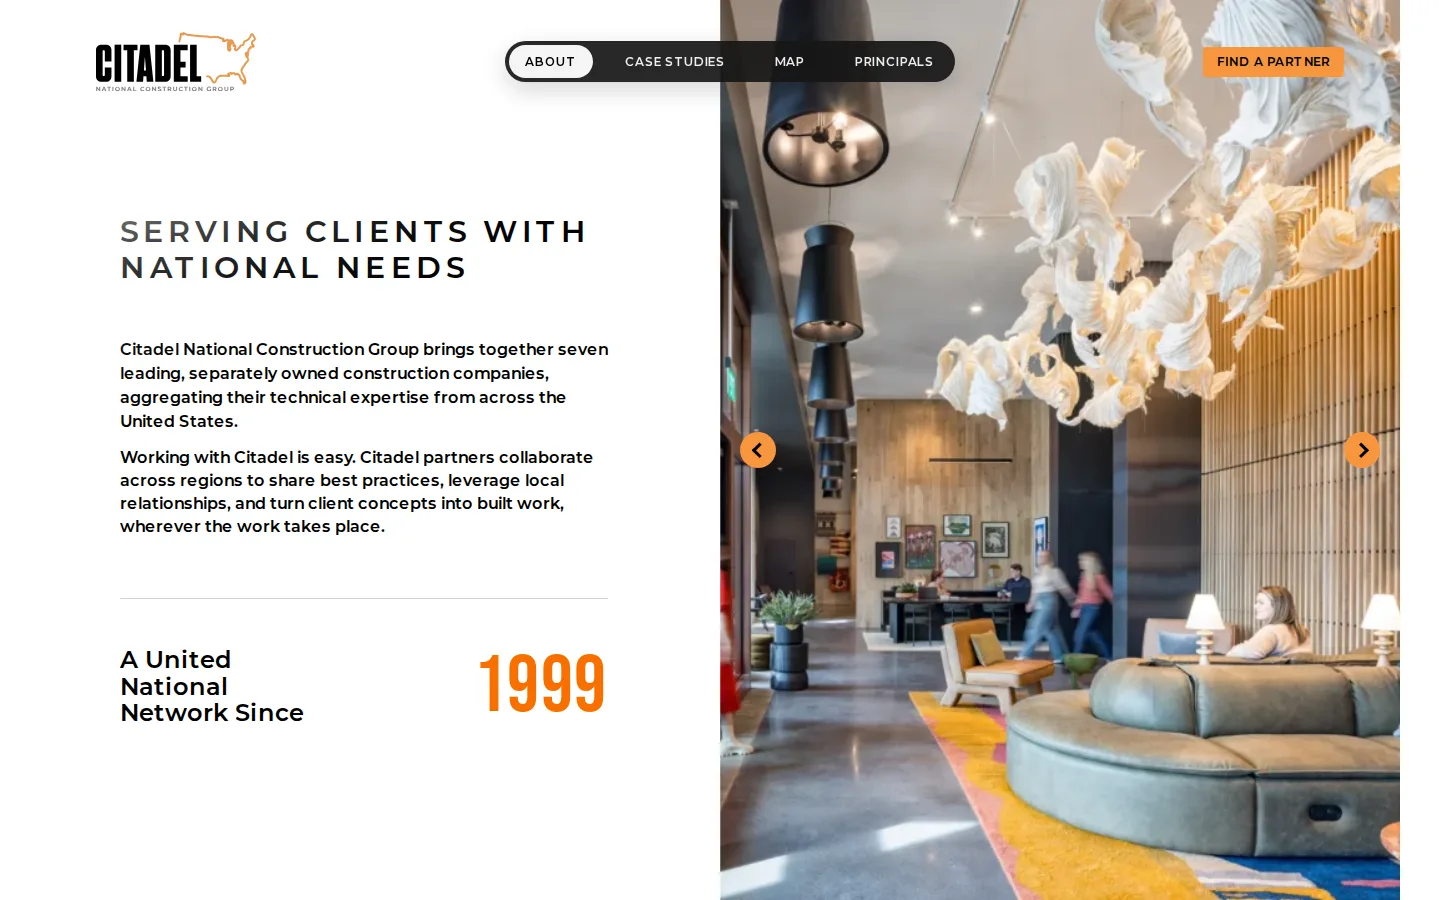 CITADEL
NATIONAL CONSTRUCTION GROUP
ABOUT
CASE STUDIES
MAP
PRINCIPALS
FIND A PARTNER
SERVING CLIENTS WITH
NATIONAL NEEDS
Citadel National Construction Group brings together seven
leading, separately owned construction companies,
aggregating their technical expertise from across the
United States.
Working with Citadel is easy. Citadel partners collaborate
across regions to share best practices, leverage local
relationships, and turn client concepts into built work,
wherever the work takes place.
A United
National
Network Since
1999